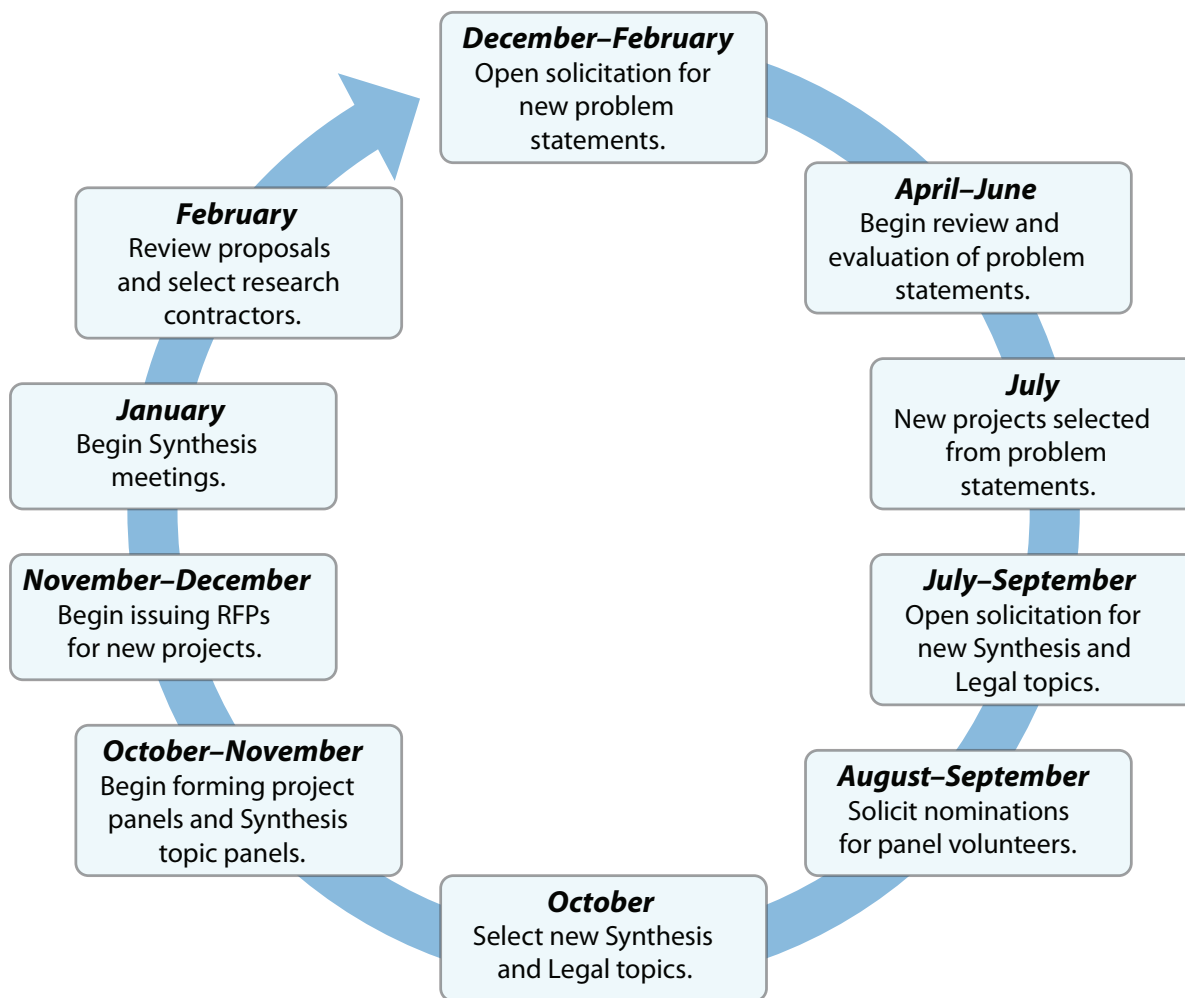 December–February
Open solicitation for
new problem
statements.
April–June
Begin review and
evaluation of problem
statements.
July
New projects selected
from problem
statements.
July–September
Open solicitation for
new Synthesis and
Legal topics.
August–September
Solicit nominations
for panel volunteers.
October
Select new Synthesis
and Legal topics.
October–November
Begin forming project
panels and Synthesis
topic panels.
November–December
Begin issuing RFPs
for new projects.
January
Begin Synthesis
meetings.
February
Review proposals
and select research
contractors.